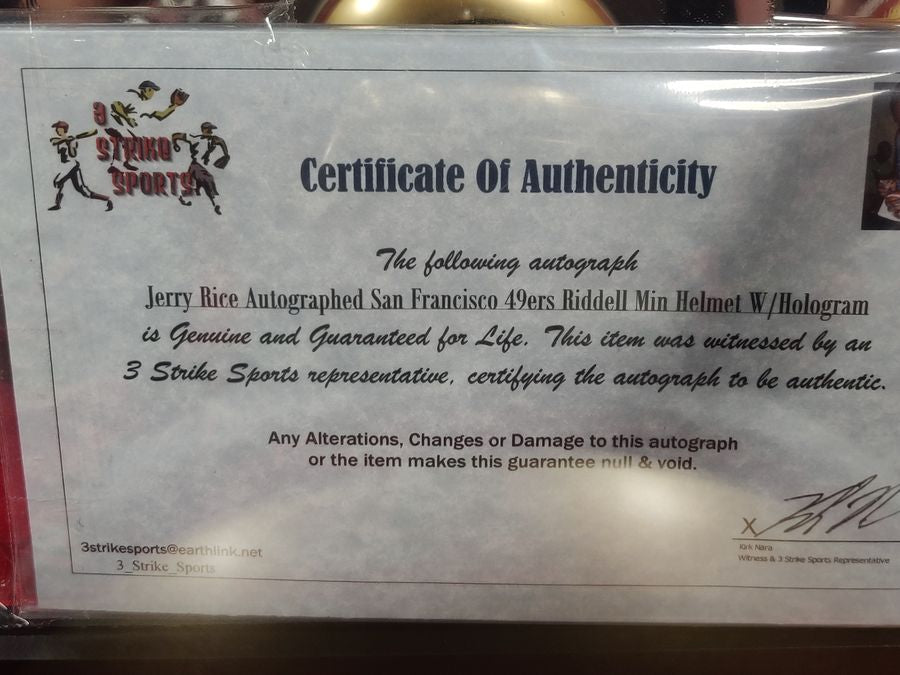 3
STRIKE
SPORTS
Certificate Of Authenticity
The following autograph
Jerry Rice Autographed San Francisco 49ers Riddell Min Helmet W/Hologram
is Genuine and Guaranteed for Life. This item was witnessed by an
3 Strike Sports representative, certifying the autograph to be authentic.
Any Alterations, Changes or Damage to this autograph
or the item makes this guarantee null & void.
X
Kirk Nara
Witness & 3 Strike Sports Representative
3strikesports@earthlink.net
3_Strike_Sports